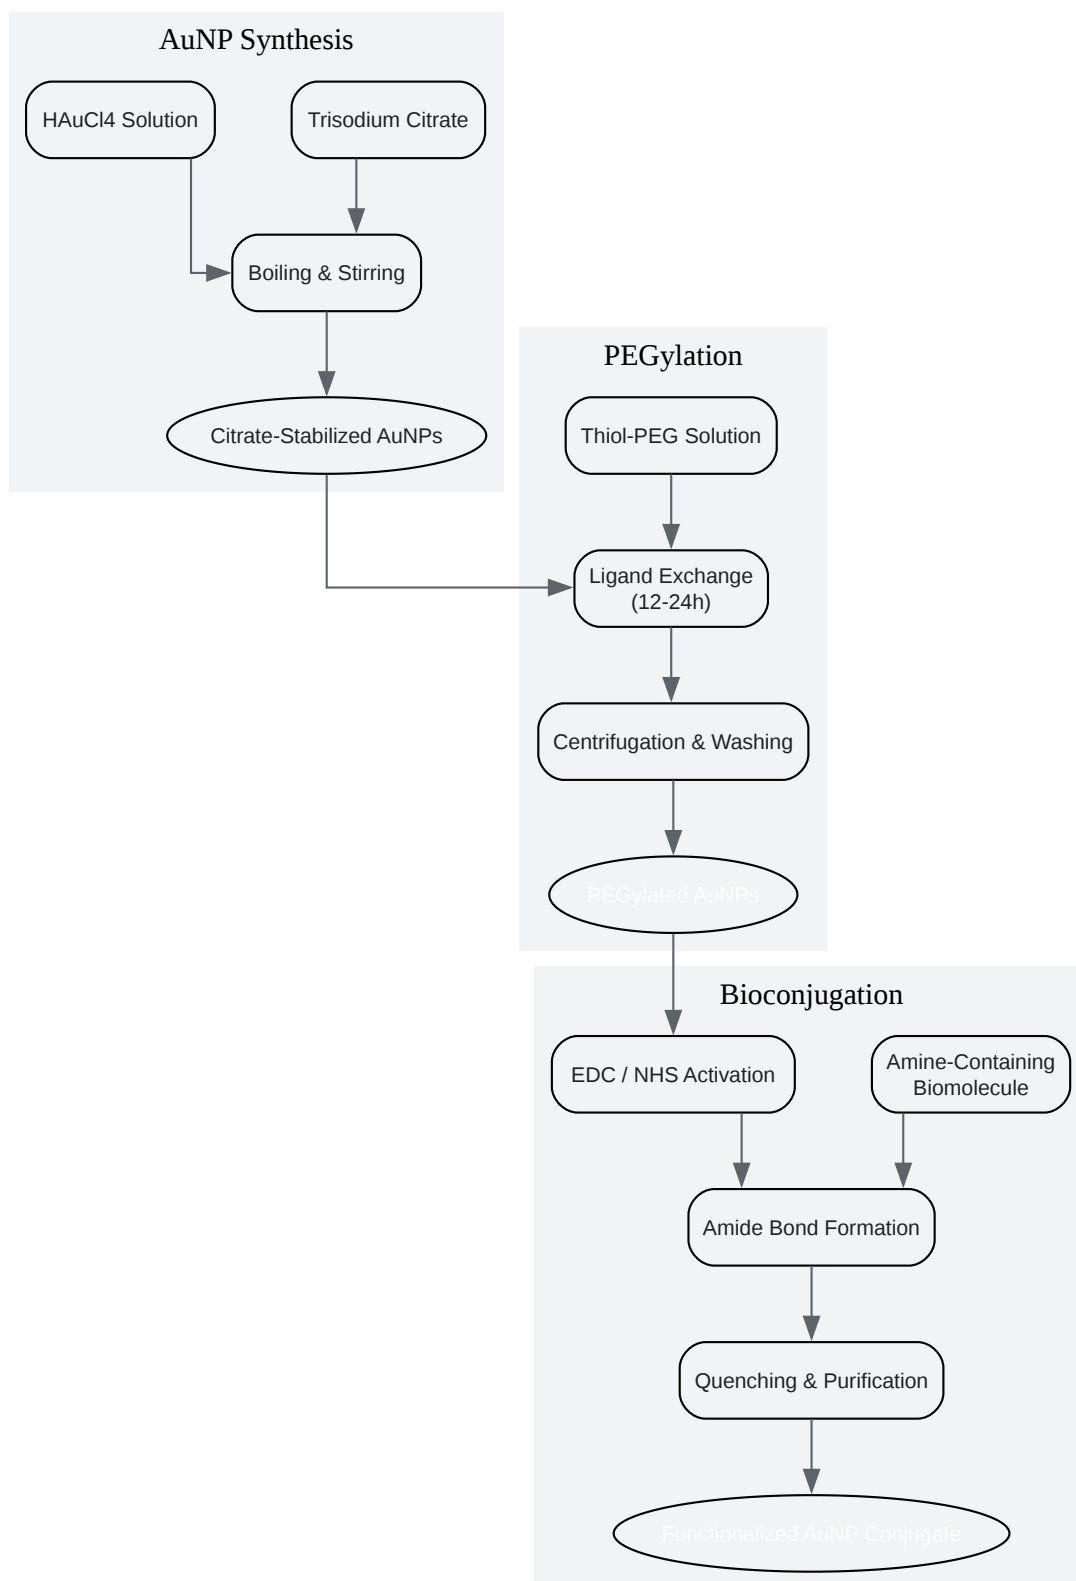 AuNP Synthesis
HAuCl4 Solution
Trisodium Citrate
Boiling & Stirring
Citrate-Stabilized AuNPs
PEGylation
Thiol-PEG Solution
Ligand Exchange
(12-24h)
Centrifugation & Washing
PEGylated AuNPs
Bioconjugation
EDC / NHS Activation
Amine-Containing
Biomolecule
Amide Bond Formation
Quenching & Purification
Functionalized AuNP Conjugate